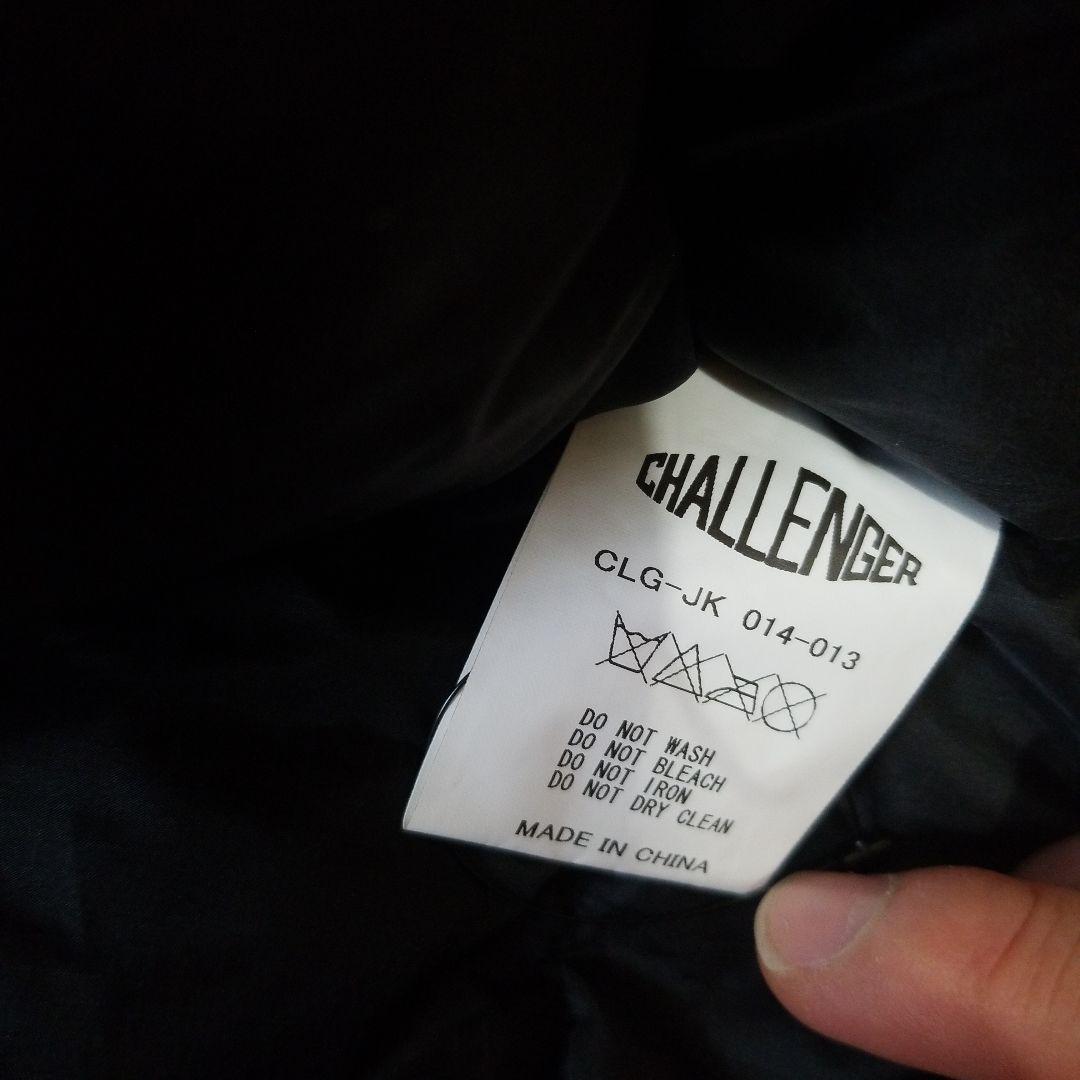 CHALLENGER
CLG-JK 014-013
DO NOT WASH
DO NOT BLEACH
DO NOT IRON
DO NOT DRY CLEAN
MADE IN CHINA